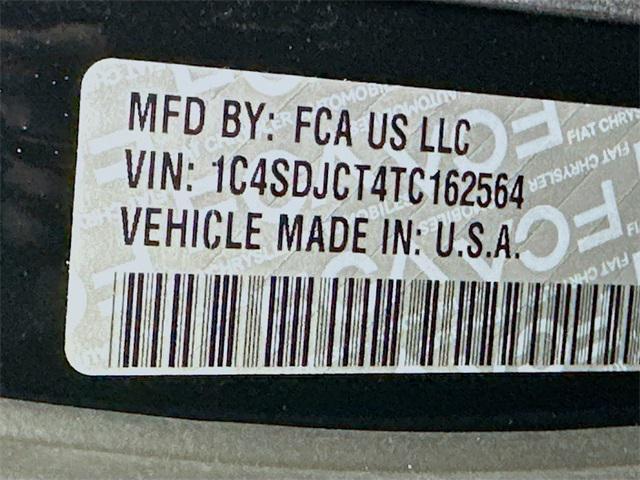 MFD BY: FCA US LLC
VIN: 1C4SDJCT4TC162564
VEHICLE MADE IN: U.S.A.